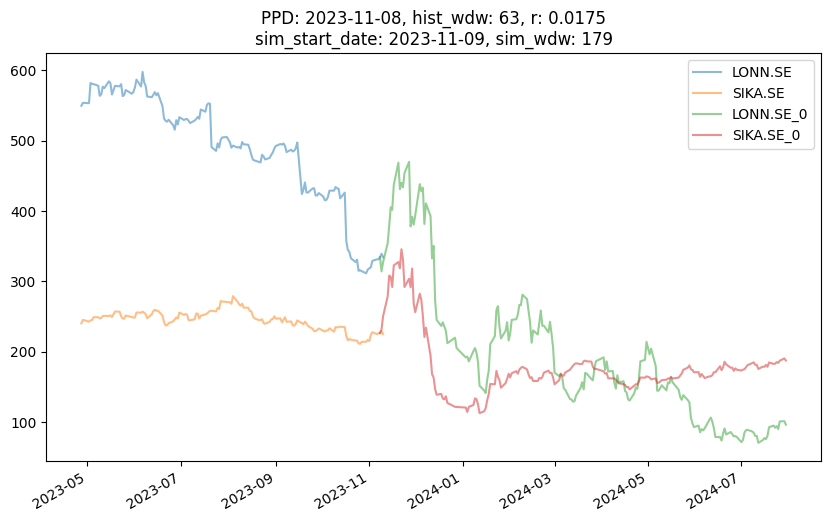 PPD: 2023-11-08, hist_wdw: 63, r: 0.0175
sim_start_date: 2023-11-09, sim_wdw: 179
LONN.SE
SIKA.SE
LONN.SE_0
SIKA.SE_0
600
500
400
300
200
100
2023-05
2023-07
2023-09
2023-11
2024-01
2024-03
2024-05
2024-07